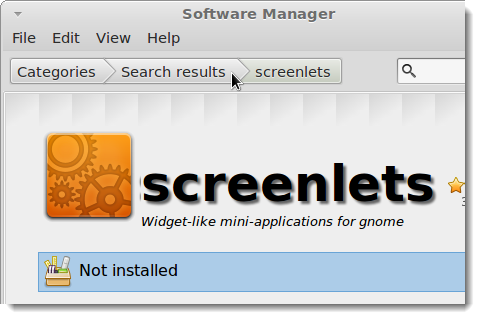 Software Manager
File Edit View Help
Categories Search results screenlets
screenlets
Widget-like mini-applications for gnome
Not installed